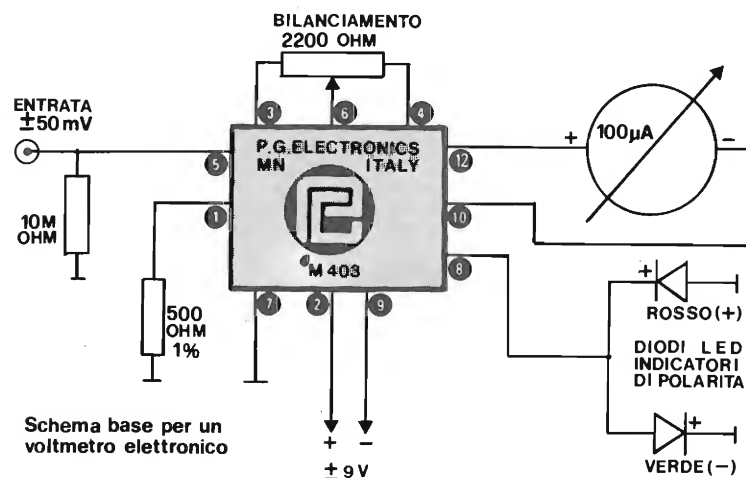 BILANCIAMENTO
2200 OHM
ENTRATA
±50mV
3
6
4
P.G.ELECTRONICS
MN ITALY
5
12
+
100µA
-
10M
OHM
1
10
M 403
8
500
OHM
1%
7
2
9
+
ROSSO(+)
DIODI LED
INDICATORI
DI POLARITA
+
VERDE(-)
Schema base per un
voltmetro elettronico
+ -
±9V